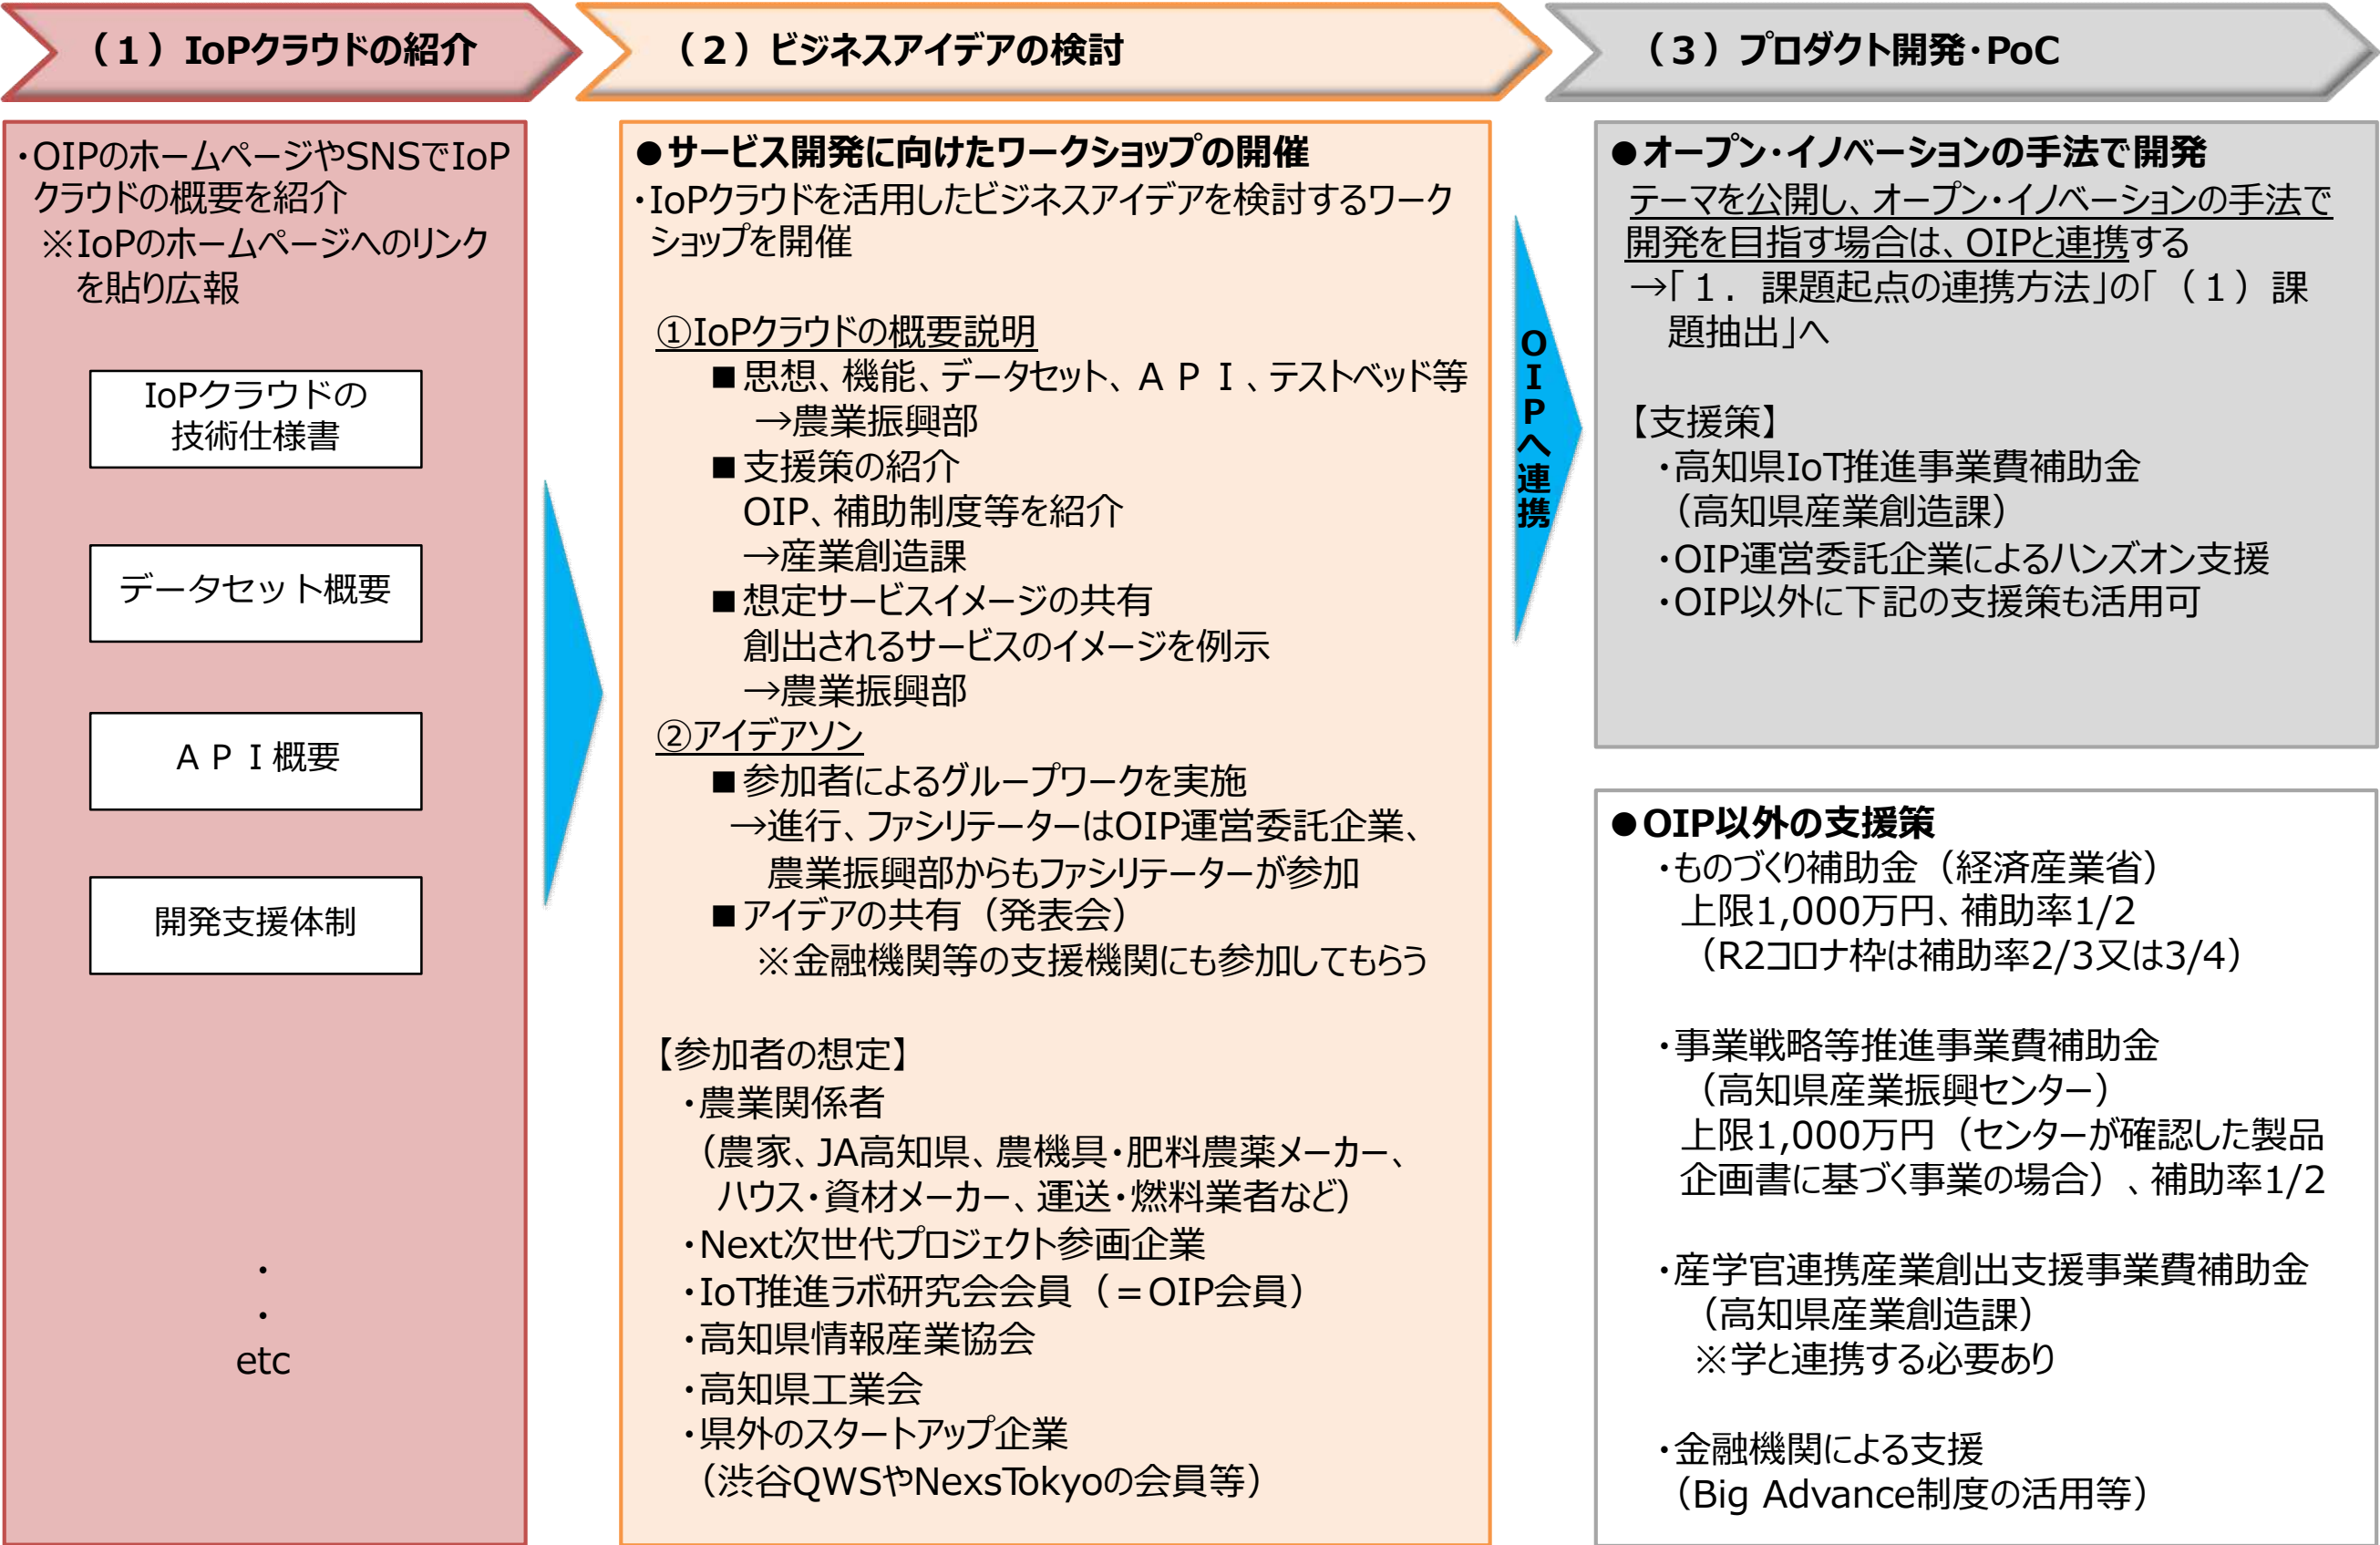 （１）IoPクラウドの紹介
（２）ビジネスアイデアの検討
（３）プロダクト開発・PoC
・OIPのホームページやSNSでIoP
クラウドの概要を紹介
※IoPのホームページへのリンク
を貼り広報
IoPクラウドの
技術仕様書
データセット概要
ＡＰＩ概要
開発支援体制
・
・
etc
●サービス開発に向けたワークショップの開催
・IoPクラウドを活用したビジネスアイデアを検討するワーク
ショップを開催
①IoPクラウドの概要説明
■思想、機能、データセット、ＡＰＩ、テストベッド等
→農業振興部
■支援策の紹介
OIP、補助制度等を紹介
→産業創造課
■想定サービスイメージの共有
創出されるサービスのイメージを例示
→農業振興部
②アイデアソン
■参加者によるグループワークを実施
→進行、ファシリテーターはOIP運営委託企業、
農業振興部からもファシリテーターが参加
■アイデアの共有（発表会）
※金融機関等の支援機関にも参加してもらう
【参加者の想定】
・農業関係者
（農家、JA高知県、農機具・肥料農薬メーカー、
ハウス・資材メーカー、運送・燃料業者など）
・Next次世代プロジェクト参画企業
・IoT推進ラボ研究会会員（＝OIP会員）
・高知県情報産業協会
・高知県工業会
・県外のスタートアップ企業
（渋谷QWSやNexsTokyoの会員等）
OIPへ連携
●オープン・イノベーションの手法で開発
テーマを公開し、オープン・イノベーションの手法で
開発を目指す場合は、OIPと連携する
→「１．課題起点の連携方法」の「（１）課
題抽出」へ
【支援策】
・高知県IoT推進事業費補助金
（高知県産業創造課）
・OIP運営委託企業によるハンズオン支援
・OIP以外に下記の支援策も活用可
●OIP以外の支援策
・ものづくり補助金（経済産業省）
上限1,000万円、補助率1/2
（R2コロナ枠は補助率2/3又は3/4）
・事業戦略等推進事業費補助金
（高知県産業振興センター）
上限1,000万円（センターが確認した製品
企画書に基づく事業の場合）、補助率1/2
・産学官連携産業創出支援事業費補助金
（高知県産業創造課）
※学と連携する必要あり
・金融機関による支援
（Big Advance制度の活用等）